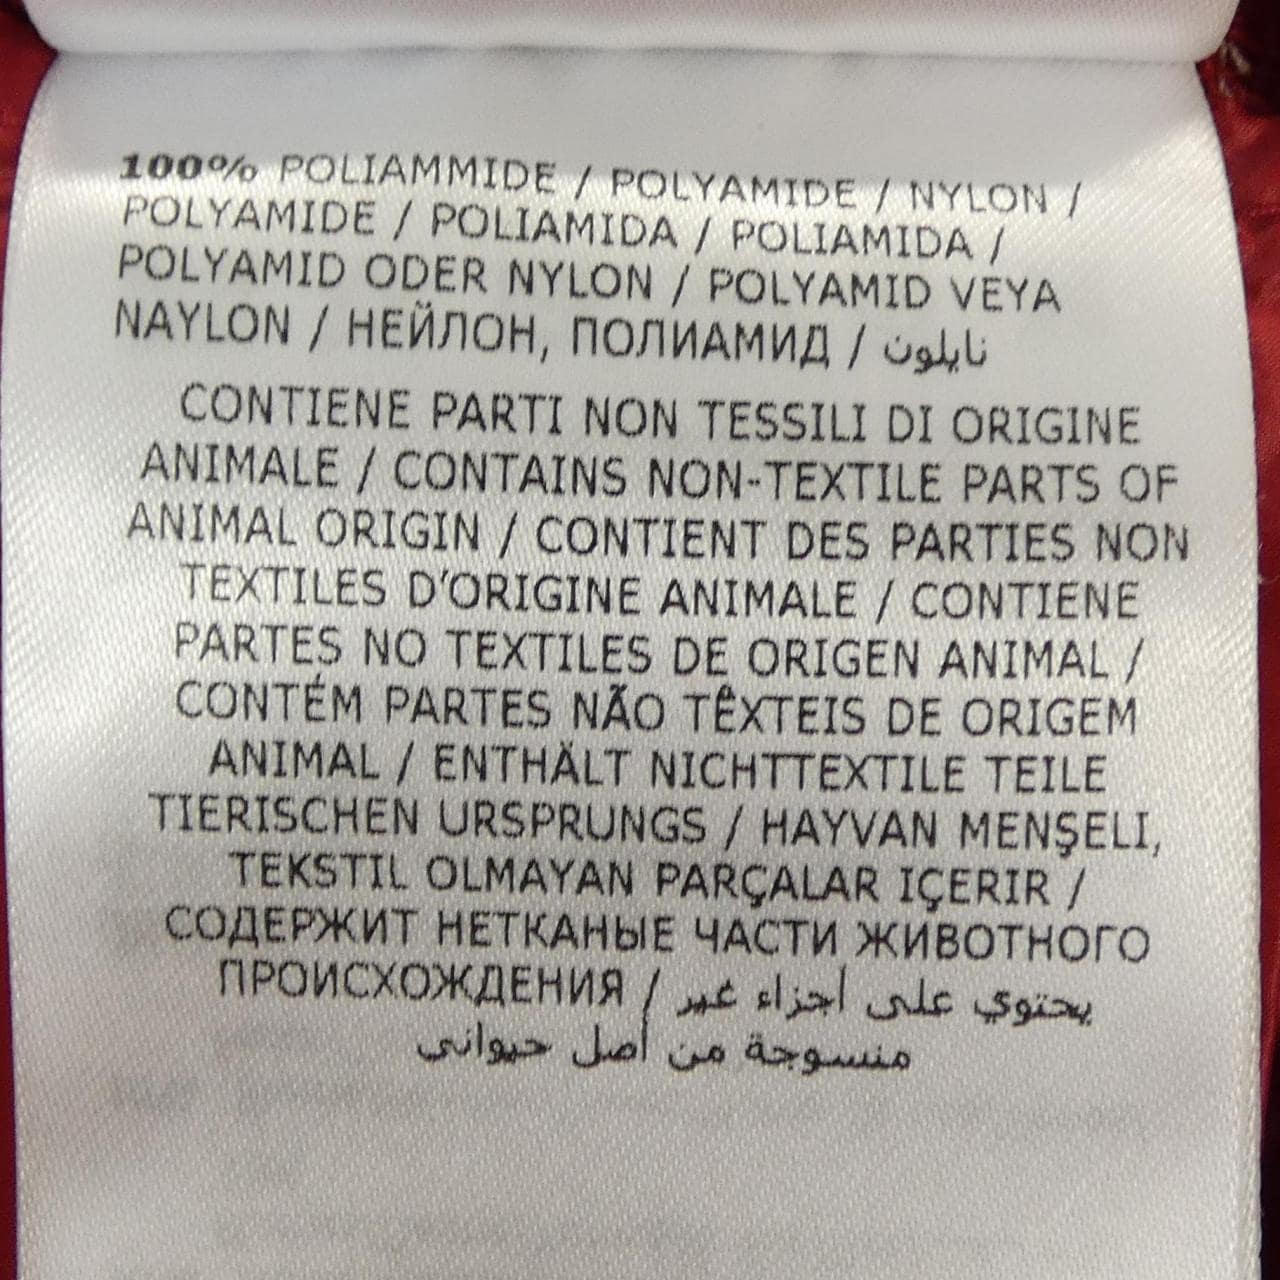 100% POLIAMMIDE / POLYAMIDE / NYLON /
POLYAMIDE / POLIAMIDA / POLIAMIDA /
POLYAMID ODER NYLON / POLYAMID VEYA
NAYLON / НЕЙЛОН, ПОЛИАМИД / نايلون
CONTIENE PARTI NON TESSILI DI ORIGINE
ANIMALE / CONTAINS NON-TEXTILE PARTS OF
ANIMAL ORIGIN / CONTIENT DES PARTIES NON
TEXTILES D'ORIGINE ANIMALE / CONTIENE
PARTES NO TEXTILES DE ORIGEN ANIMAL /
CONTÉM PARTES NÃO TÊXTEIS DE ORIGEM
ANIMAL / ENTHÄLT NICHTTEXTILE TEILE
TIERISCHEN URSPRUNGS / HAYVAN MENŞELI,
TEKSTIL OLMAYAN PARÇALAR IÇERIR /
СОДЕРЖИТ НЕТКАНЫЕ ЧАСТИ ЖИВОТНОГО
ПРОИСХОЖДЕНИЯ / يحتوي على أجزاء غير
منسوجة من أصل حيواني